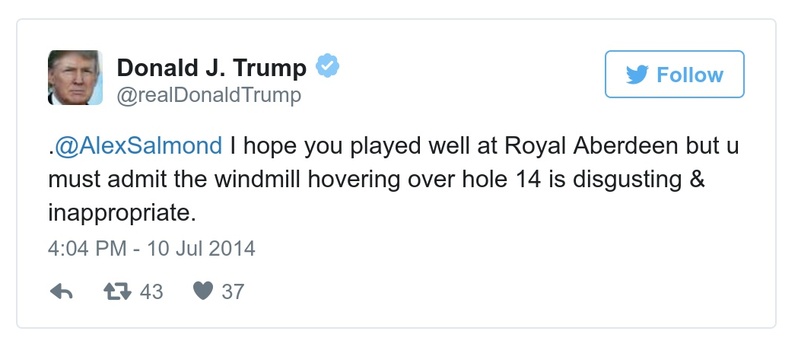 Donald J. Trump
@realDonaldTrump
Follow
.@AlexSalmond I hope you played well at Royal Aberdeen but u
must admit the windmill hovering over hole 14 is disgusting &
inappropriate.
4:04 PM - 10 Jul 2014
43 37